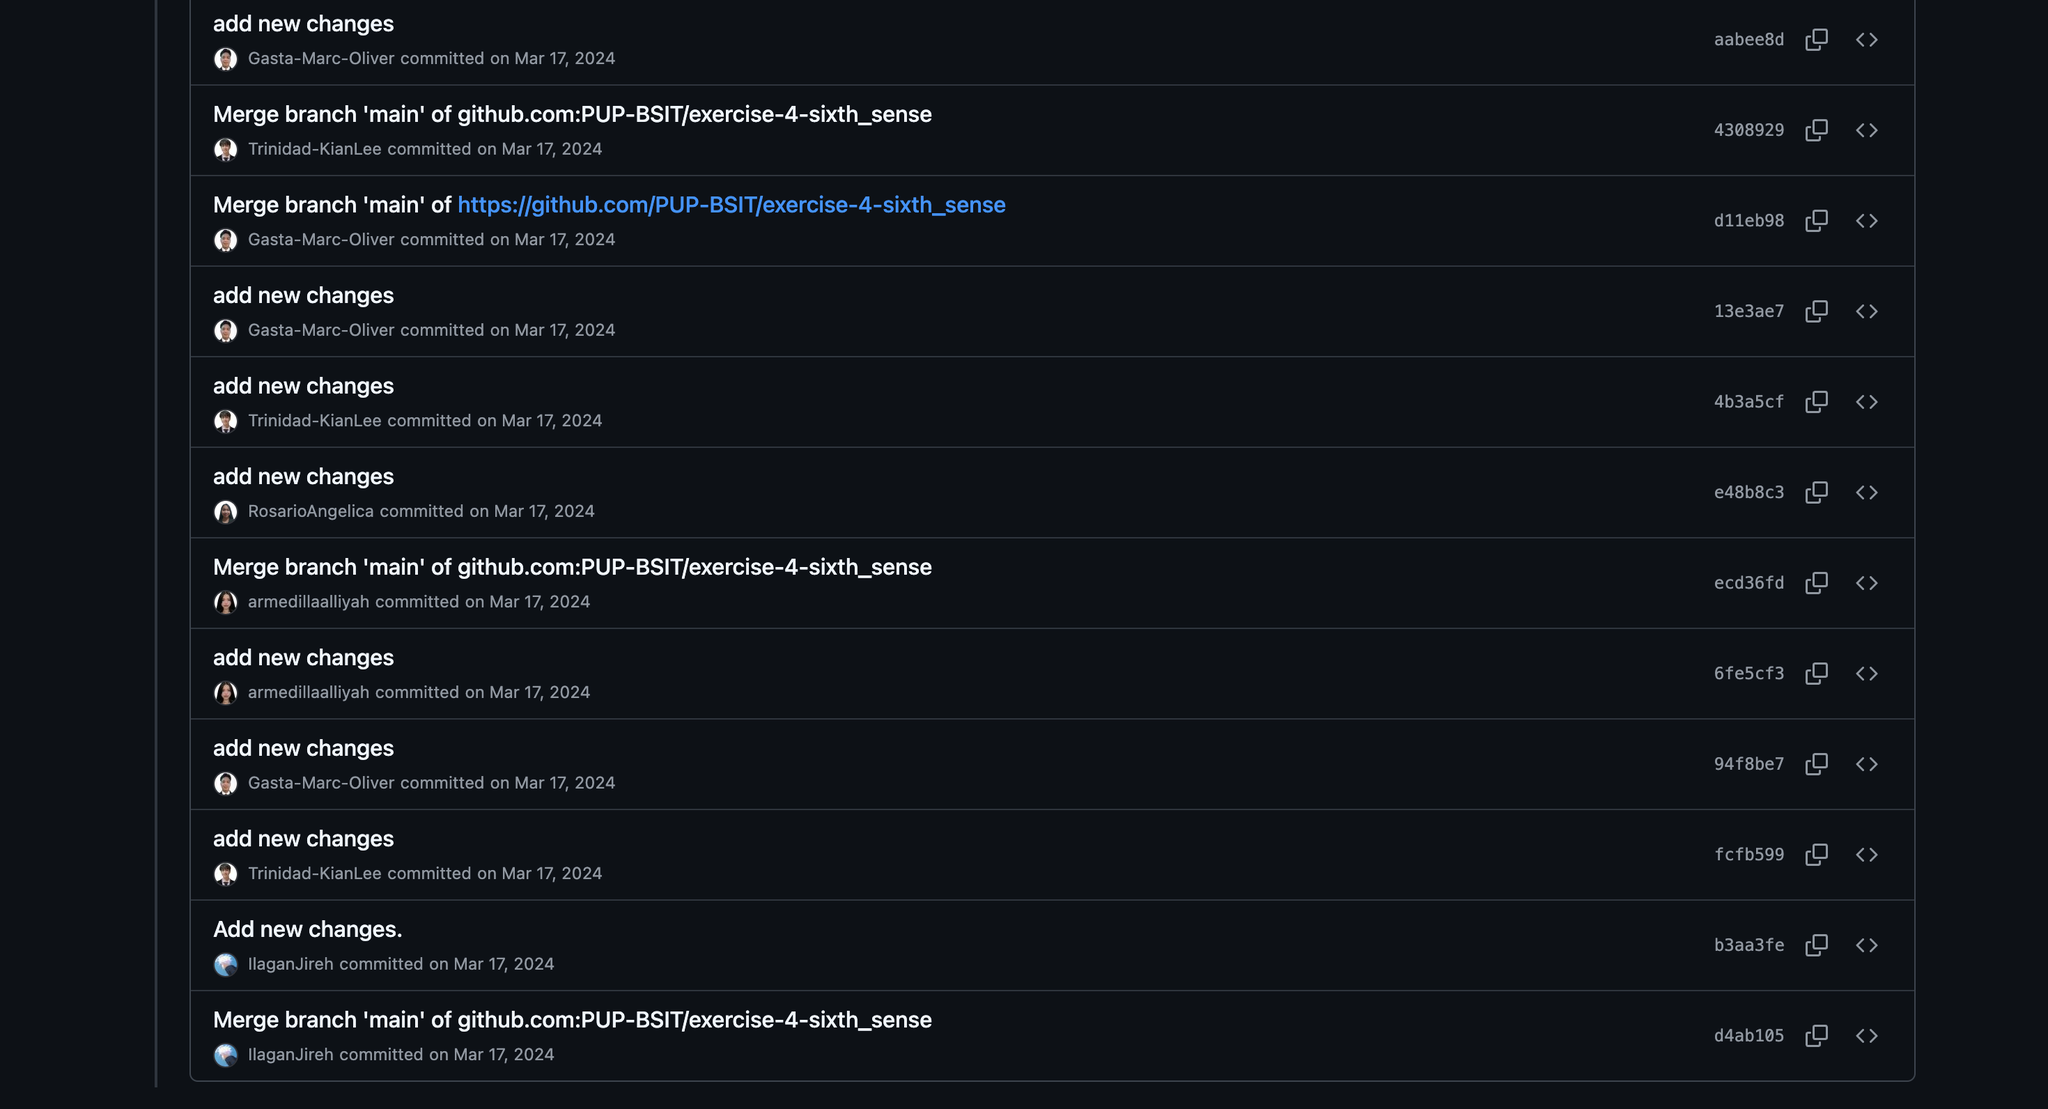 add new changes
Gasta-Marc-Oliver committed on Mar 17, 2024
aabee8d
Merge branch 'main' of github.com:PUP-BSIT/exercise-4-sixth_sense
Trinidad-KianLee committed on Mar 17, 2024
4308929
Merge branch 'main' of https://github.com/PUP-BSIT/exercise-4-sixth_sense
Gasta-Marc-Oliver committed on Mar 17, 2024
d11eb98
add new changes
Gasta-Marc-Oliver committed on Mar 17, 2024
13e3ae7
add new changes
Trinidad-KianLee committed on Mar 17, 2024
4b3a5cf
add new changes
RosarioAngelica committed on Mar 17, 2024
e48b8c3
Merge branch 'main' of github.com:PUP-BSIT/exercise-4-sixth_sense
armedillaalliyah committed on Mar 17, 2024
ecd36fd
add new changes
armedillaalliyah committed on Mar 17, 2024
6fe5cf3
add new changes
Gasta-Marc-Oliver committed on Mar 17, 2024
94f8be7
add new changes
Trinidad-KianLee committed on Mar 17, 2024
fcfb599
Add new changes.
IlaganJireh committed on Mar 17, 2024
b3aa3fe
Merge branch 'main' of github.com:PUP-BSIT/exercise-4-sixth_sense
IlaganJireh committed on Mar 17, 2024
d4ab105